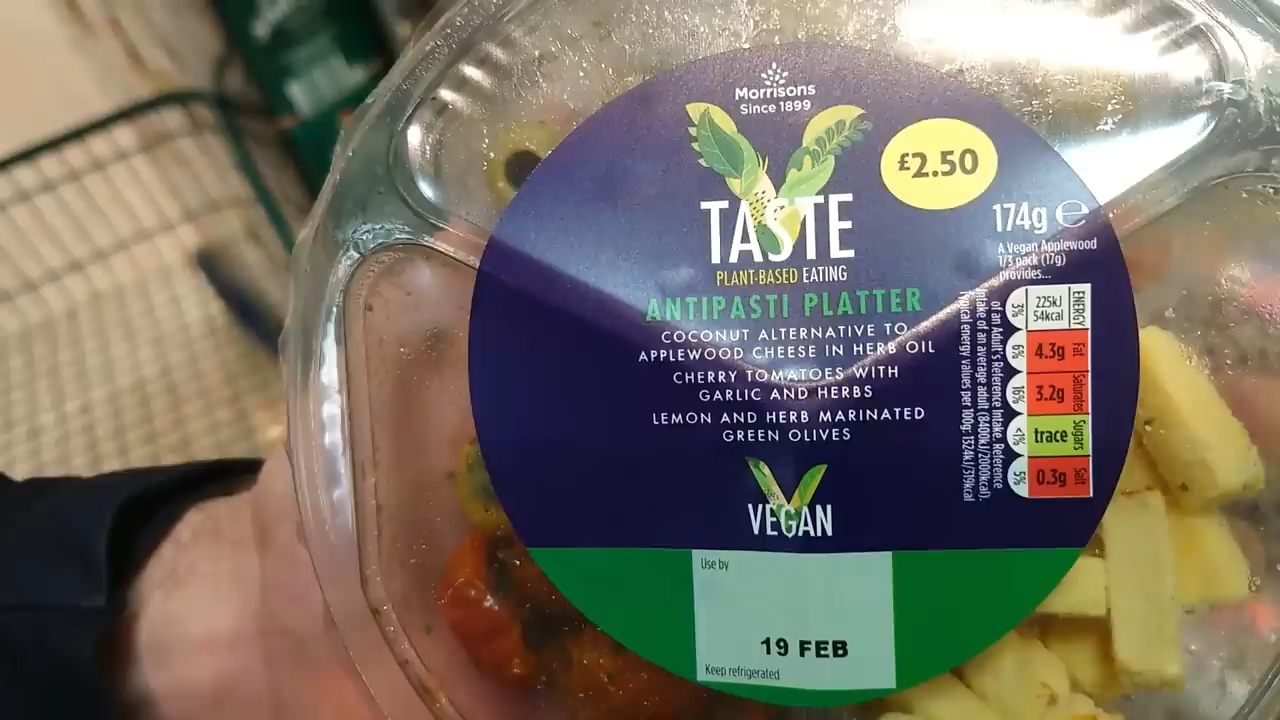 Morrisons
Since 1899
£2.50
V
TASTE
PLANT-BASED EATING
174g ℮
A Vegan Applewood
1/3 pack (17g)
provides...
ANTIPASTI PLATTER
COCONUT ALTERNATIVE TO
APPLEWOOD CHEESE IN HERB OIL
CHERRY TOMATOES WITH
GARLIC AND HERBS
LEMON AND HERB MARINATED
GREEN OLIVES
ENERGY 225kJ 54kcal 3%
Fat 4.3g 6%
Saturates 3.2g 16%
Sugars trace <1%
Salt 0.3g 5%
of an Adult's Reference Intake. Reference
intake of an average adult (8400kJ/2000kcal).
Typical energy values per 100g: 1324kJ/319kcal
V
VEGAN
Use by
19 FEB
Keep refrigerated